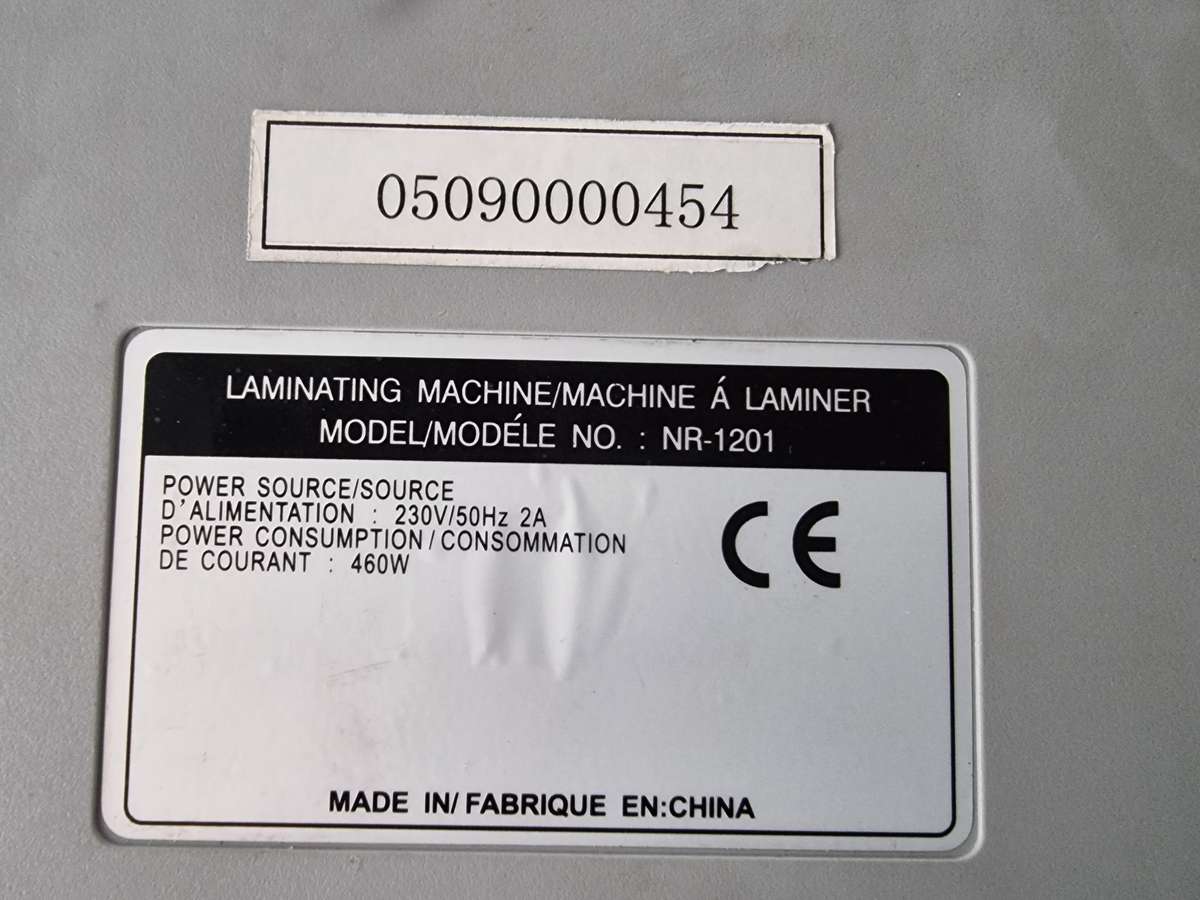 05090000454
LAMINATING MACHINE/MACHINE Á LAMINER
MODEL/MODÉLE NO. : NR-1201
POWER SOURCE/SOURCE
D'ALIMENTATION : 230V/50Hz 2A
POWER CONSUMPTION/CONSOMMATION
DE COURANT : 460W
CE
MADE IN/FABRIQUE EN:CHINA